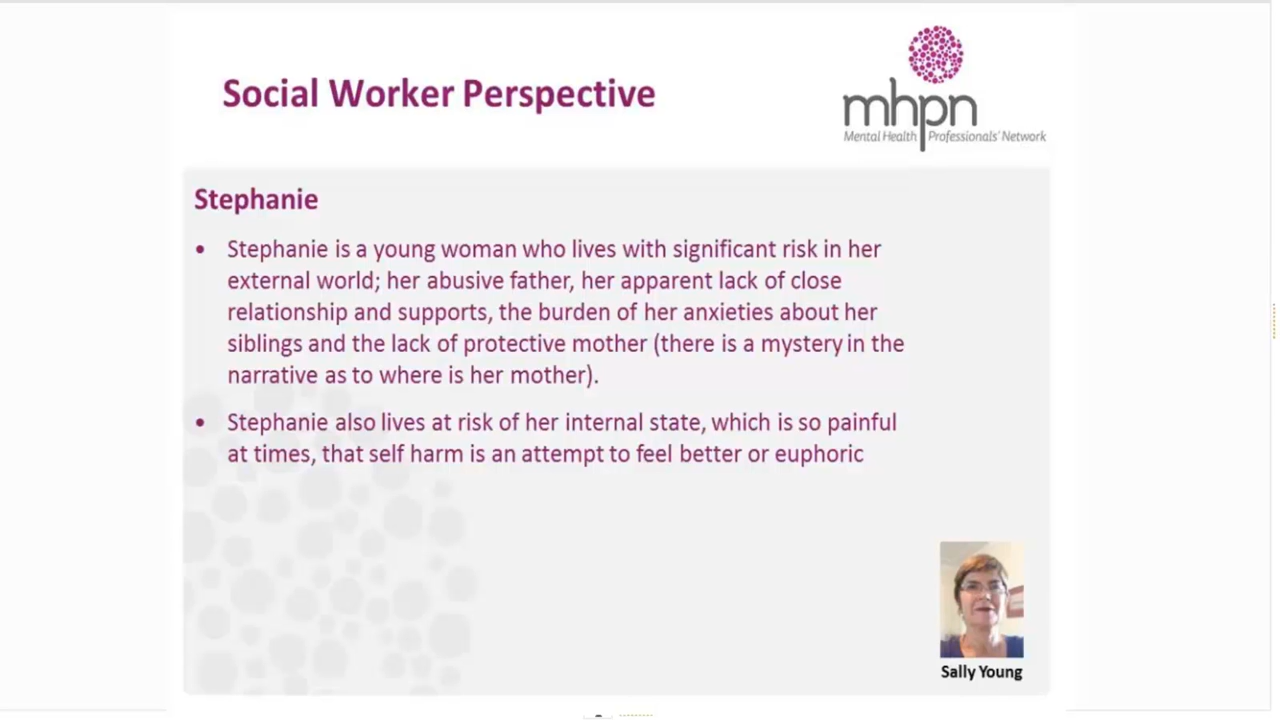 Social Worker Perspective
mhpn
Mental Health Professionals' Network
Stephanie
• Stephanie is a young woman who lives with significant risk in her
external world; her abusive father, her apparent lack of close
relationship and supports, the burden of her anxieties about her
siblings and the lack of protective mother (there is a mystery in the
narrative as to where is her mother).
• Stephanie also lives at risk of her internal state, which is so painful
at times, that self harm is an attempt to feel better or euphoric
Sally Young